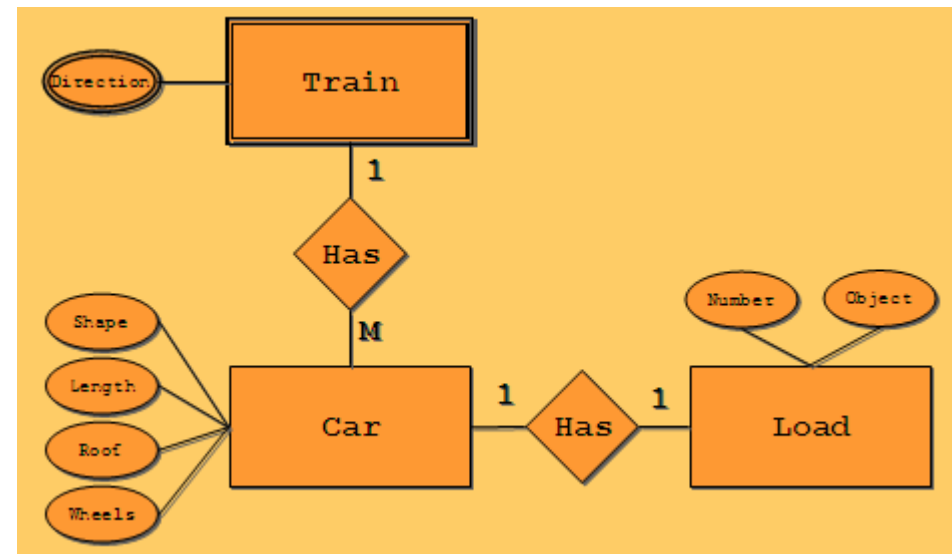 Direction
Train
1
Has
M
Shape
Length
Roof
Wheels
Car
1
Has
1
Number
Object
Load